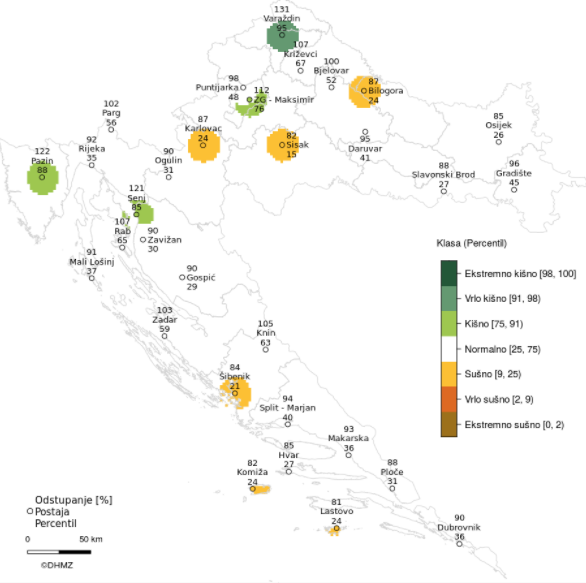 131
Varaždin
95
107
Križevci
67
100
Bjelovar
52
98
Puntijarka
48
112
ZG - Maksimir
76
87
Bilogora
24
102
Parg
56
87
Karlovac
24
82
Sisak
15
85
Osijek
26
95
Daruvar
41
122
Pazin
88
92
Rijeka
35
90
Ogulin
31
88
Slavonski Brod
27
96
Gradište
45
121
Senj
85
107
Rab
65
90
Zavižan
30
91
Mali Lošinj
37
90
Gospić
29
103
Zadar
59
105
Knin
63
84
Šibenik
21
94
Split - Marjan
40
93
Makarska
36
85
Hvar
27
82
Komiža
24
88
Ploče
31
81
Lastovo
24
90
Dubrovnik
36
Klasa (Percentil)
Ekstremno kišno [98, 100]
Vrlo kišno [91, 98)
Kišno [75, 91)
Normalno [25, 75)
Sušno [9, 25)
Vrlo sušno [2, 9)
Ekstremno sušno [0, 2)
Odstupanje [%]
Postaja
Percentil
0 50 km
©DHMZ